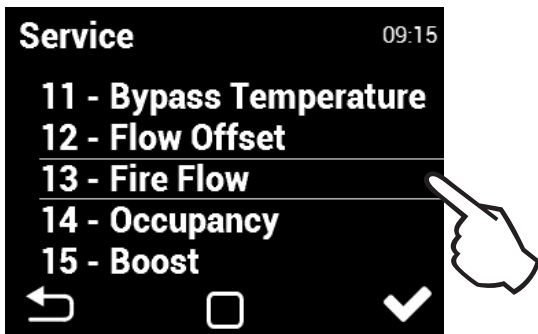 Service 09:15
11 - Bypass Temperature
12 - Flow Offset
13 - Fire Flow
14 - Occupancy
15 - Boost